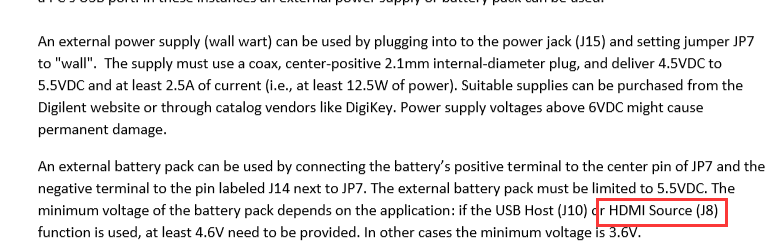 a PC's USB port. In these instances an external power supply or battery pack can be used.
An external power supply (wall wart) can be used by plugging into to the power jack (J15) and setting jumper JP7
to "wall". The supply must use a coax, center-positive 2.1mm internal-diameter plug, and deliver 4.5VDC to
5.5VDC and at least 2.5A of current (i.e., at least 12.5W of power). Suitable supplies can be purchased from the
Digilent website or through catalog vendors like DigiKey. Power supply voltages above 6VDC might cause
permanent damage.
An external battery pack can be used by connecting the battery’s positive terminal to the center pin of JP7 and the
negative terminal to the pin labeled J14 next to JP7. The external battery pack must be limited to 5.5VDC. The
minimum voltage of the battery pack depends on the application: if the USB Host (J10) or HDMI Source (J8)
function is used, at least 4.6V need to be provided. In other cases the minimum voltage is 3.6V.